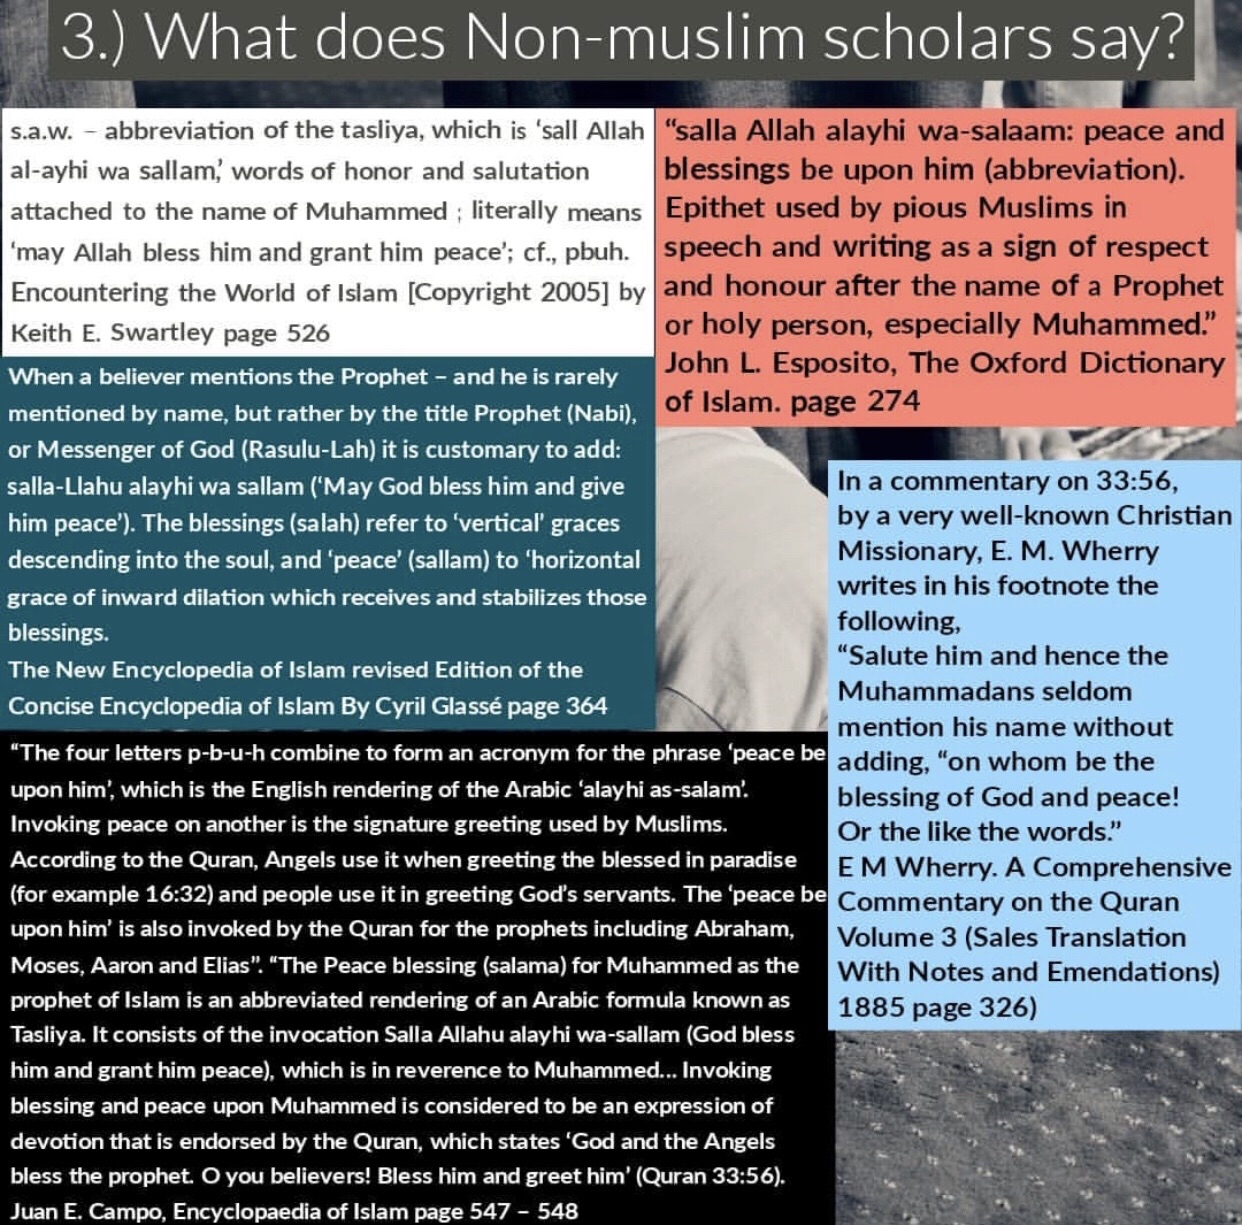 3.) What does Non-muslim scholars say?
s.a.w. – abbreviation of the tasliya, which is ‘sall Allah
al-ayhi wa sallam,’ words of honor and salutation
attached to the name of Muhammed ; literally means
‘may Allah bless him and grant him peace’; cf., pbuh.
Encountering the World of Islam [Copyright 2005] by
Keith E. Swartley page 526
“salla Allah alayhi wa-salaam: peace and
blessings be upon him (abbreviation).
Epithet used by pious Muslims in
speech and writing as a sign of respect
and honour after the name of a Prophet
or holy person, especially Muhammed.”
John L. Esposito, The Oxford Dictionary
of Islam. page 274
When a believer mentions the Prophet – and he is rarely
mentioned by name, but rather by the title Prophet (Nabi),
or Messenger of God (Rasulu-Lah) it is customary to add:
salla-Llahu alayhi wa sallam (‘May God bless him and give
him peace’). The blessings (salah) refer to ‘vertical’ graces
descending into the soul, and ‘peace’ (sallam) to ‘horizontal
grace of inward dilation which receives and stabilizes those
blessings.
The New Encyclopedia of Islam revised Edition of the
Concise Encyclopedia of Islam By Cyril Glassé page 364
In a commentary on 33:56,
by a very well-known Christian
Missionary, E. M. Wherry
writes in his footnote the
following,
“Salute him and hence the
Muhammadans seldom
mention his name without
adding, “on whom be the
blessing of God and peace!
Or the like the words.”
E M Wherry. A Comprehensive
Commentary on the Quran
Volume 3 (Sales Translation
With Notes and Emendations)
1885 page 326)
“The four letters p-b-u-h combine to form an acronym for the phrase ‘peace be
upon him’, which is the English rendering of the Arabic ‘alayhi as-salam’.
Invoking peace on another is the signature greeting used by Muslims.
According to the Quran, Angels use it when greeting the blessed in paradise
(for example 16:32) and people use it in greeting God’s servants. The ‘peace be
upon him’ is also invoked by the Quran for the prophets including Abraham,
Moses, Aaron and Elias”. “The Peace blessing (salama) for Muhammed as the
prophet of Islam is an abbreviated rendering of an Arabic formula known as
Tasliya. It consists of the invocation Salla Allahu alayhi wa-sallam (God bless
him and grant him peace), which is in reverence to Muhammed... Invoking
blessing and peace upon Muhammed is considered to be an expression of
devotion that is endorsed by the Quran, which states ‘God and the Angels
bless the prophet. O you believers! Bless him and greet him’ (Quran 33:56).
Juan E. Campo, Encyclopaedia of Islam page 547 – 548